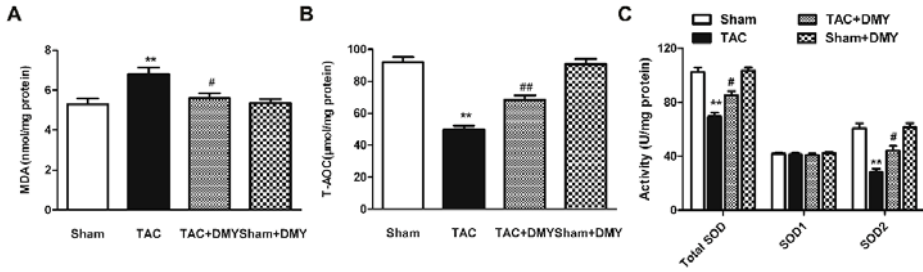 A
MDA (nmol/mg protein)
8
6
4
2
0
**
#
Sham TAC TAC+DMY Sham+DMY
B
T-AOC(μmol/mg protein)
100
80
60
40
20
0
**
##
Sham TAC TAC+DMY Sham+DMY
C
Sham TAC+DMY
TAC Sham+DMY
Activity (U/mg protein)
120
80
40
0
**
#
**
#
Total SOD
SOD1
SOD2